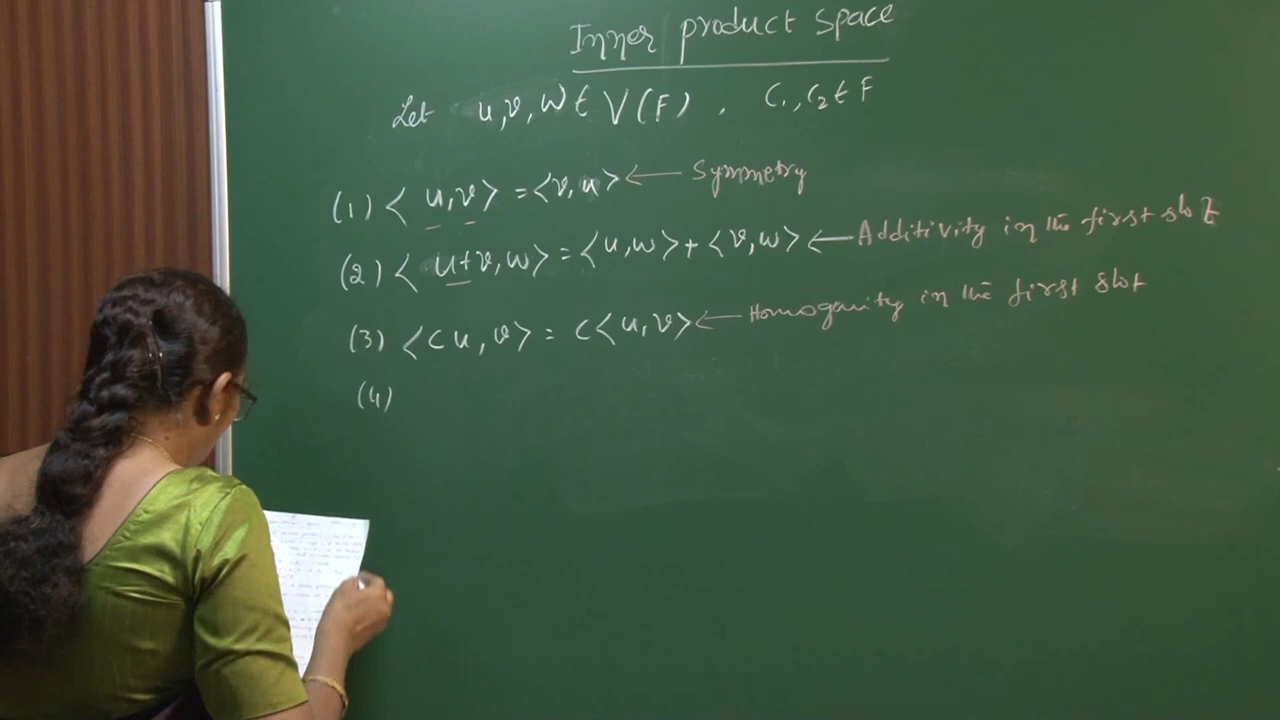 Inner product space
Let u,v,w ∈ V(F) , C₁,C₂ ∈ F
(1) < u,v > = <v,u> ← Symmetry
(2) < u+v,w> = <u,w>+<v,w> ← Additivity in the first slot
(3) <cu,v> = c<u,v> ← Homoganity in the first slot
(4)